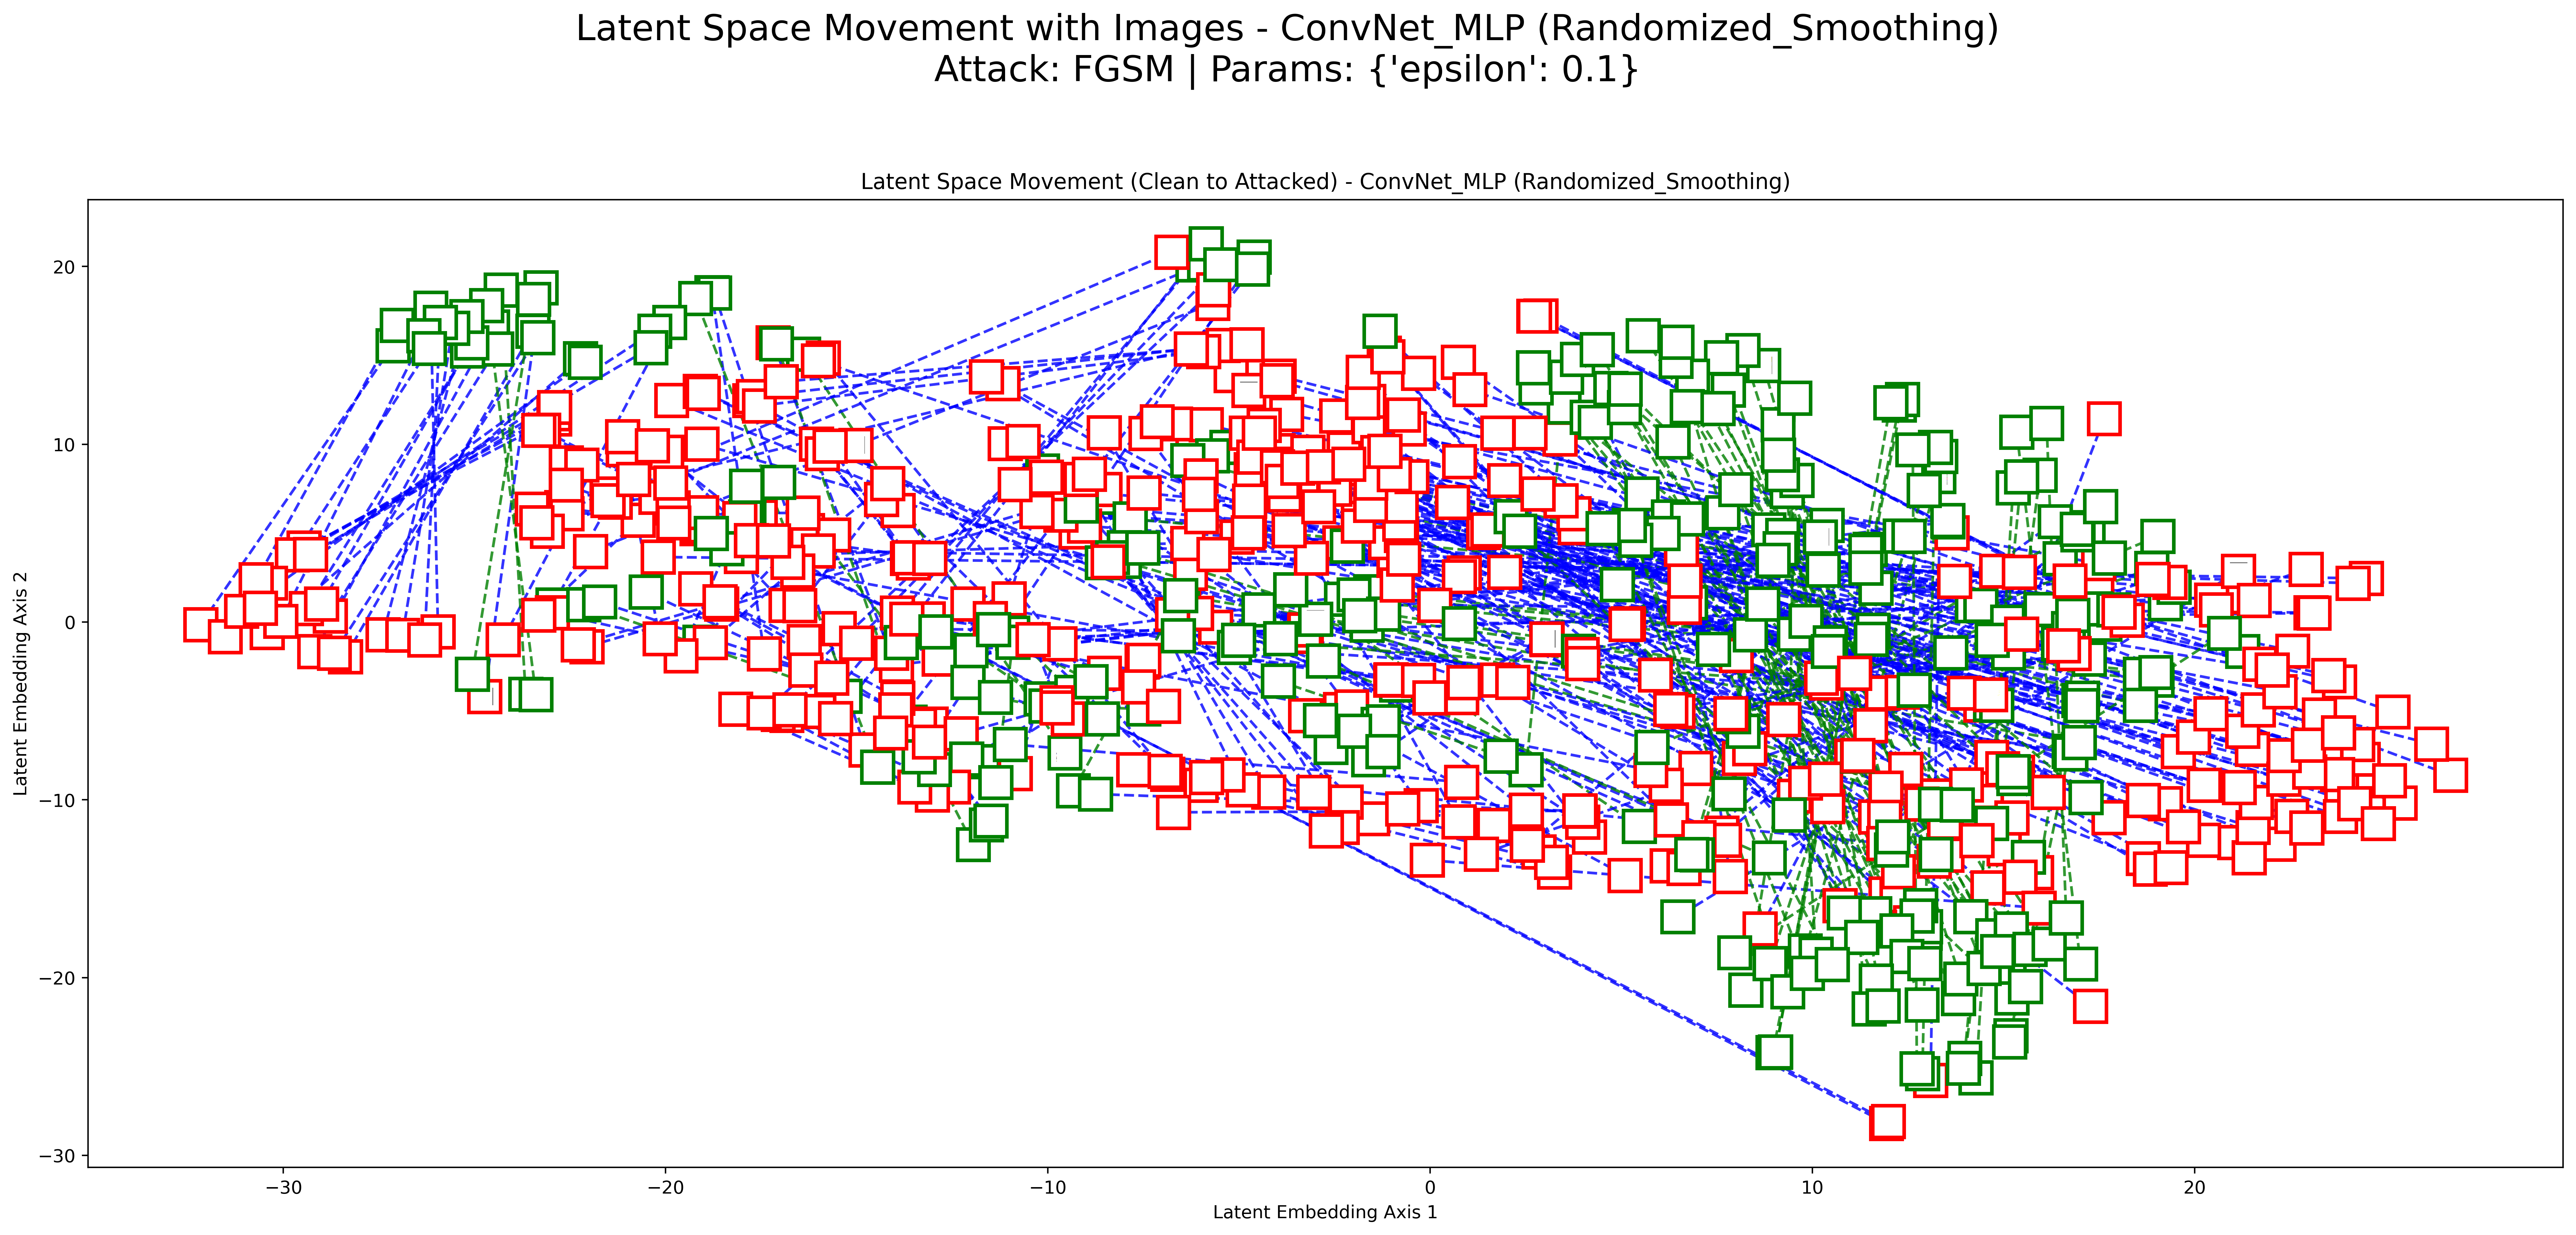 Latent Space Movement with Images - ConvNet_MLP (Randomized_Smoothing)
Attack: FGSM | Params: {'epsilon': 0.1}
Latent Space Movement (Clean to Attacked) - ConvNet_MLP (Randomized_Smoothing)
20
10
0
−10
−20
−30
Latent Embedding Axis 2
−30
−20
−10
0
10
20
Latent Embedding Axis 1